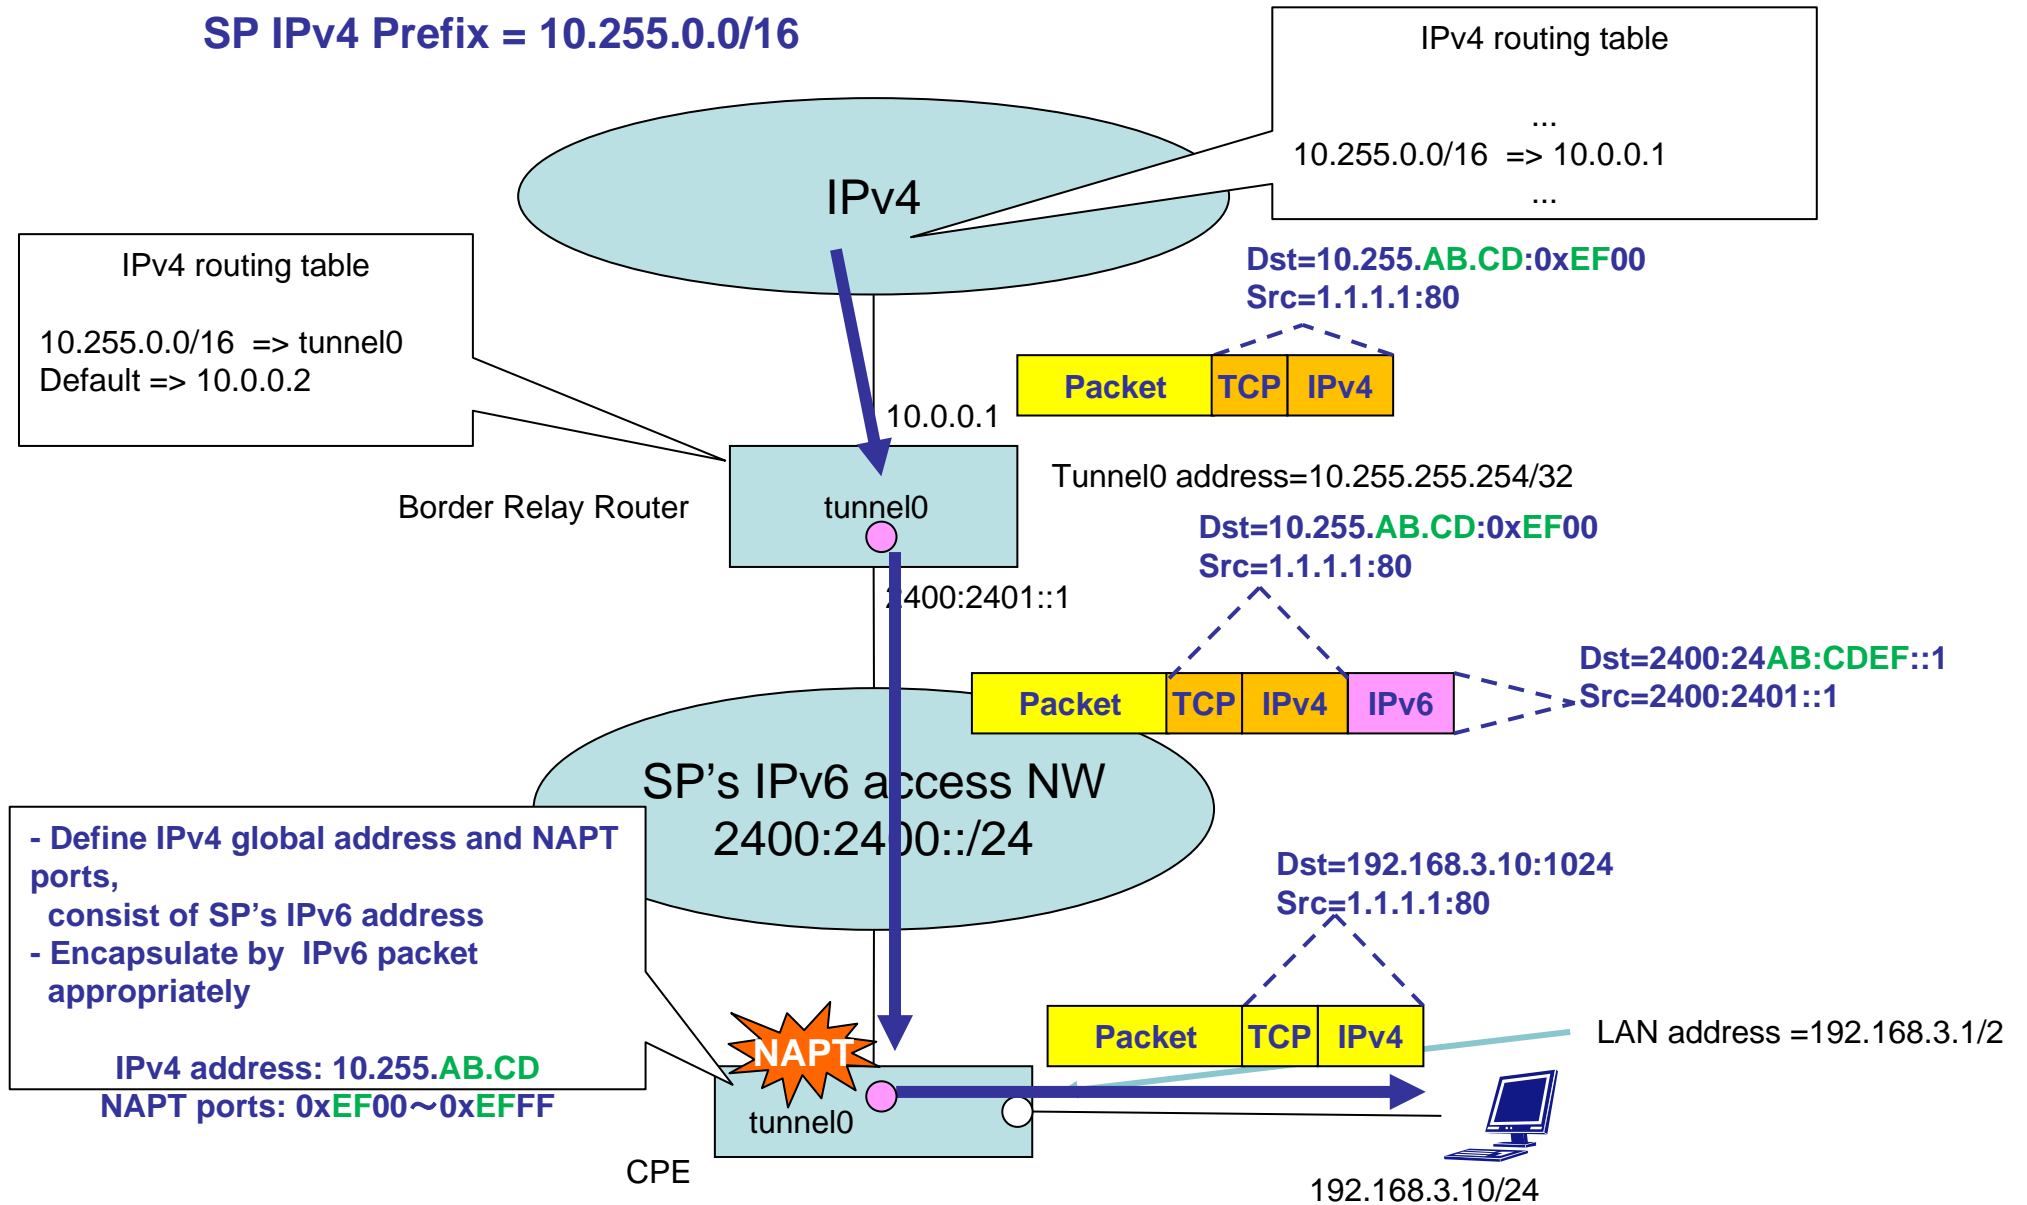 SP IPv4 Prefix = 10.255.0.0/16
IPv4 routing table
...
10.255.0.0/16 => 10.0.0.1
...
IPv4
IPv4 routing table
10.255.0.0/16 => tunnel0
Default => 10.0.0.2
Dst=10.255.AB.CD:0xEF00
Src=1.1.1.1:80
Packet TCP IPv4
10.0.0.1
Border Relay Router
tunnel0
Tunnel0 address=10.255.255.254/32
Dst=10.255.AB.CD:0xEF00
Src=1.1.1.1:80
2400:2401::1
Dst=2400:24AB:CDEF::1
Src=2400:2401::1
Packet TCP IPv4 IPv6
SP’s IPv6 access NW
2400:2400::/24
- Define IPv4 global address and NAPT
ports,
consist of SP’s IPv6 address
- Encapsulate by IPv6 packet
appropriately
IPv4 address: 10.255.AB.CD
NAPT ports: 0xEF00～0xEFFF
Dst=192.168.3.10:1024
Src=1.1.1.1:80
Packet TCP IPv4
LAN address =192.168.3.1/2
NAPT
tunnel0
CPE
192.168.3.10/24